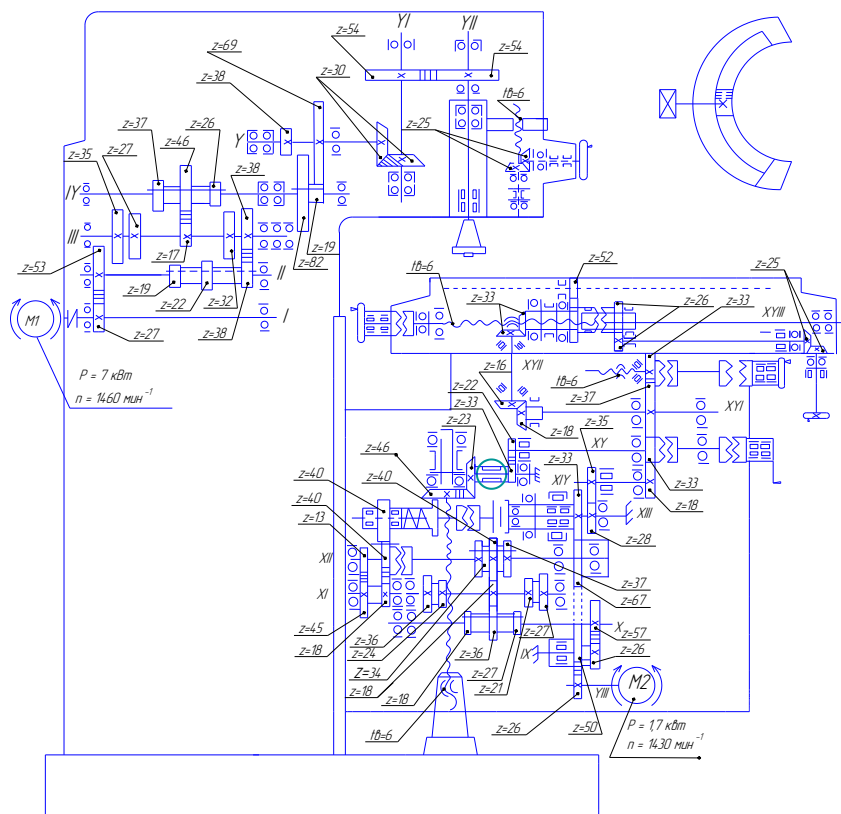 z=69
z=38
z=54
YI
YII
z=54
z=30
tв=6
z=37
z=26
z=46
z=35
z=27
Y
z=25
z=38
IY
III
z=17
z=53
z=19
z=82
II
z=19
z=22
z=32
z=38
I
M1
z=27
P = 7 кВт
n = 1460 мин⁻¹
z=52
z=25
tв=6
z=33
z=26
z=33
XYIII
XYII
z=16
tв=6
z=37
z=22
z=33
z=18
XYI
z=23
z=35
XY
z=46
z=33
z=40
z=40
XIY
z=33
z=40
z=18
z=13
XIII
z=28
XII
z=37
XI
z=67
z=45
z=36
X
z=57
z=18
z=24
z=36
z=27
IX
z=26
z=34
z=27
z=18
z=18
z=21
YIII
M2
tв=6
z=26
z=50
P = 1,7 кВт
n = 1430 мин⁻¹